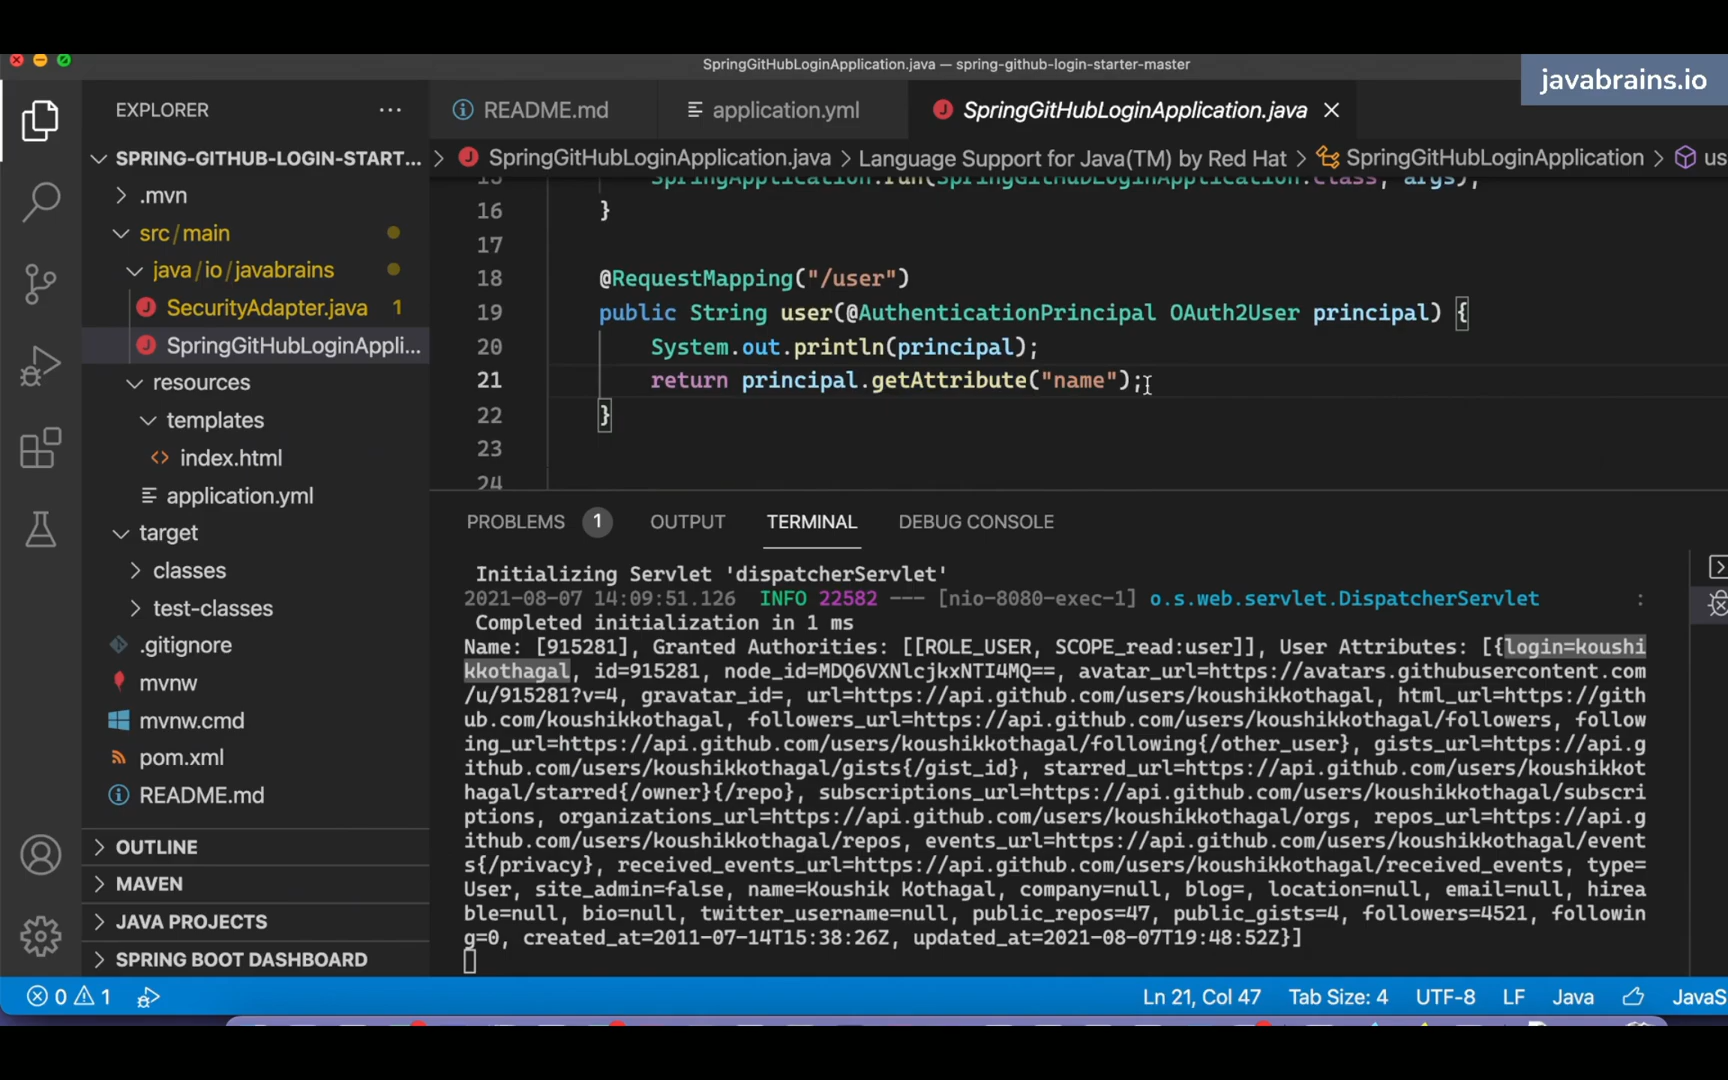 SpringGitHubLoginApplication.java — spring-github-login-starter-master
javabrains.io
EXPLORER
README.md
application.yml
SpringGitHubLoginApplication.java
SPRING-GITHUB-LOGIN-START...
SpringGitHubLoginApplication.java > Language Support for Java(TM) by Red Hat > SpringGitHubLoginApplication > us
.mvn
src/main
java/io/javabrains
SecurityAdapter.java 1
SpringGitHubLoginAppli...
resources
templates
index.html
application.yml
target
classes
test-classes
.gitignore
mvnw
mvnw.cmd
pom.xml
README.md
OUTLINE
MAVEN
JAVA PROJECTS
SPRING BOOT DASHBOARD
15 SpringApplication.run(SpringGitHubLoginApplication.class, args);
16 }
17
18 @RequestMapping("/user")
19 public String user(@AuthenticationPrincipal OAuth2User principal) {
20 System.out.println(principal);
21 return principal.getAttribute("name");
22 }
23
24
PROBLEMS 1 OUTPUT TERMINAL DEBUG CONSOLE
Initializing Servlet 'dispatcherServlet'
2021-08-07 14:09:51.126 INFO 22582 --- [nio-8080-exec-1] o.s.web.servlet.DispatcherServlet :
Completed initialization in 1 ms
Name: [915281], Granted Authorities: [[ROLE_USER, SCOPE_read:user]], User Attributes: [{login=koushi
kkothagal, id=915281, node_id=MDQ6VXNlcjkxNTI4MQ==, avatar_url=https://avatars.githubusercontent.com
/u/915281?v=4, gravatar_id=, url=https://api.github.com/users/koushikkothagal, html_url=https://gith
ub.com/koushikkothagal, followers_url=https://api.github.com/users/koushikkothagal/followers, follow
ing_url=https://api.github.com/users/koushikkothagal/following{/other_user}, gists_url=https://api.g
ithub.com/users/koushikkothagal/gists{/gist_id}, starred_url=https://api.github.com/users/koushikkot
hagal/starred{/owner}{/repo}, subscriptions_url=https://api.github.com/users/koushikkothagal/subscri
ptions, organizations_url=https://api.github.com/users/koushikkothagal/orgs, repos_url=https://api.g
ithub.com/users/koushikkothagal/repos, events_url=https://api.github.com/users/koushikkothagal/event
s{/privacy}, received_events_url=https://api.github.com/users/koushikkothagal/received_events, type=
User, site_admin=false, name=Koushik Kothagal, company=null, blog=, location=null, email=null, hirea
ble=null, bio=null, twitter_username=null, public_repos=47, public_gists=4, followers=4521, followin
g=0, created_at=2011-07-14T15:38:26Z, updated_at=2021-08-07T19:48:52Z}]
0 1 Ln 21, Col 47 Tab Size: 4 UTF-8 LF Java JavaS